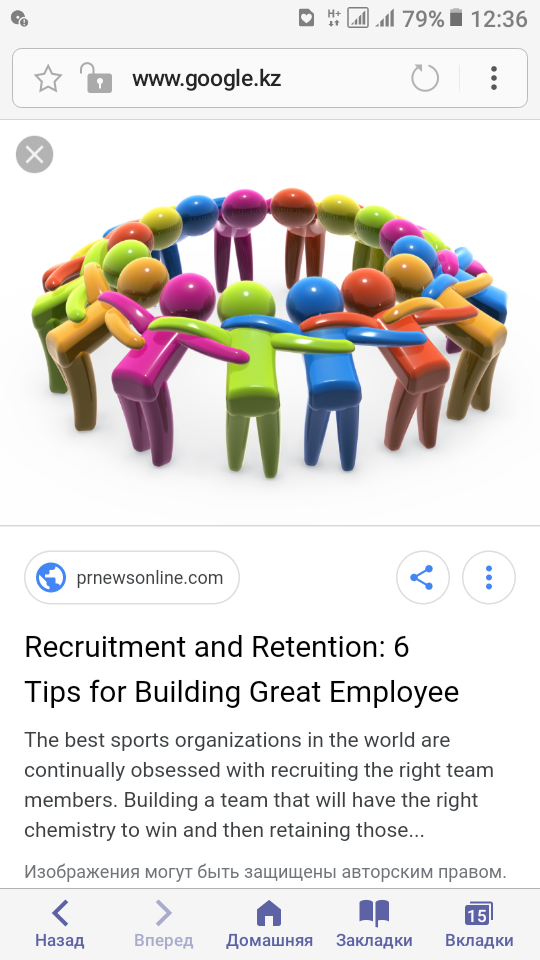 H+ 79% 12:36
www.google.kz
prnewsonline.com
Recruitment and Retention: 6
Tips for Building Great Employee
The best sports organizations in the world are
continually obsessed with recruiting the right team
members. Building a team that will have the right
chemistry to win and then retaining those...
Изображения могут быть защищены авторским правом.
15
Назад Вперед Домашняя Закладки Вкладки